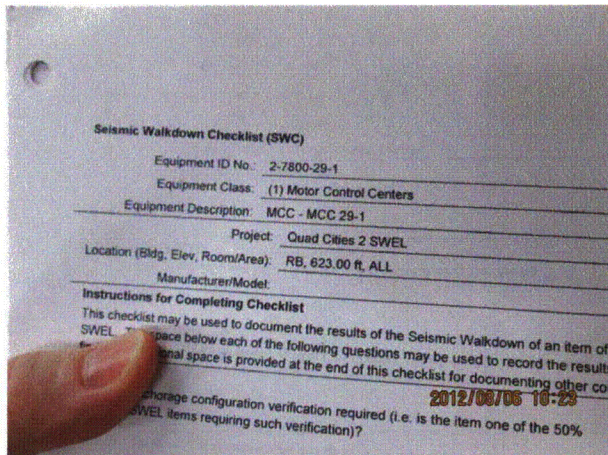 Seismic Walkdown Checklist (SWC)
Equipment ID No.: 2-7800-29-1
Equipment Class: (1) Motor Control Centers
Equipment Description: MCC - MCC 29-1
Project: Quad Cities 2 SWEL
Location (Bldg, Elev, Room/Area): RB, 623.00 ft, ALL
Manufacturer/Model:
Instructions for Completing Checklist
This checklist may be used to document the results of the Seismic Walkdown of an item of
SWEL. space below each of the following questions may be used to record the results
space is provided at the end of this checklist for documenting other co
configuration verification required (i.e. is the item one of the 50%
SWEL items requiring such verification)?
2012/08/06 10:23